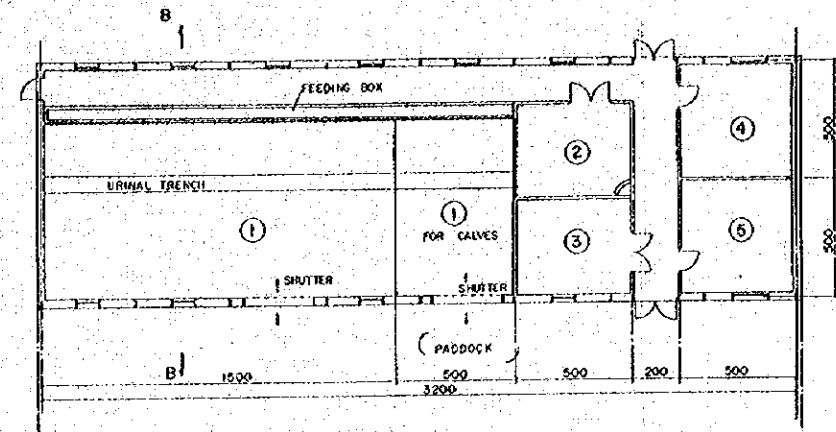 B
FEEDING BOX
URINAL TRENCH
1
1
FOR CALVES
2
3
4
5
500
500
SHUTTER
SHUTTER
(PADDOCK)
B
1500
500
500
200
500
3200